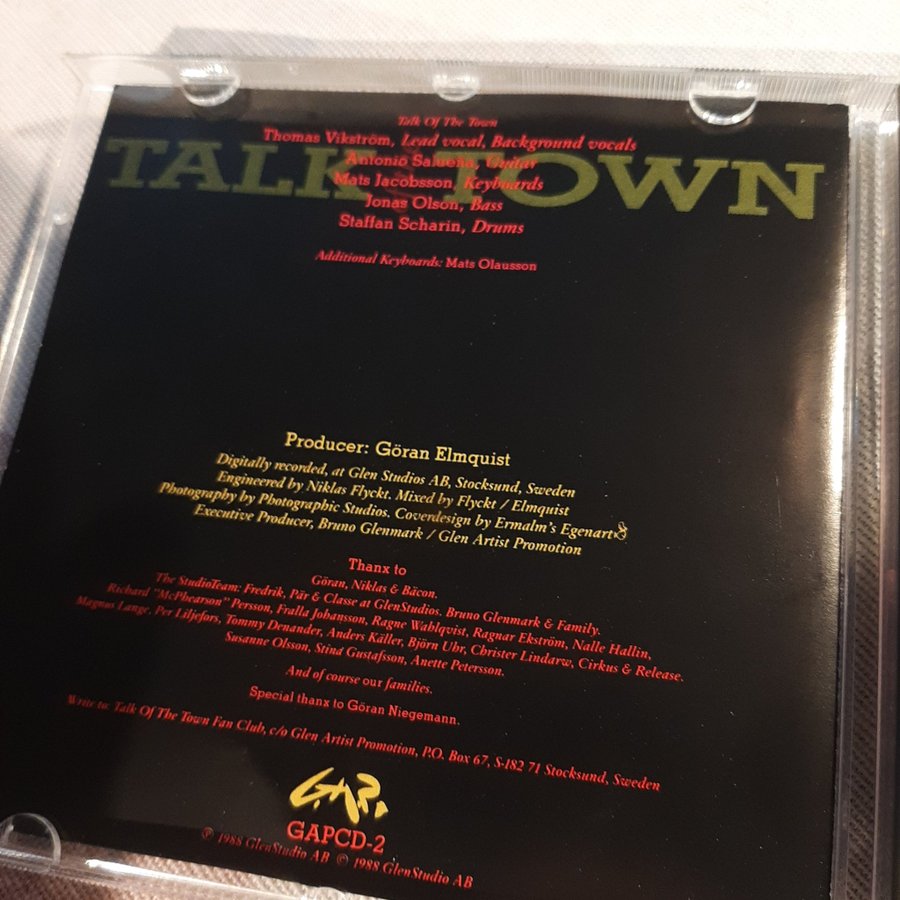 Talk Of The Town
TALK OF THE TOWN
Thomas Vikström, Lead vocal, Background vocals
Antonio Salueña, Guitar
Mats Jacobsson, Keyboards
Jonas Olson, Bass
Staffan Scharin, Drums
Additional Keyboards: Mats Olausson
Producer: Göran Elmquist
Digitally recorded, at Glen Studios AB, Stocksund, Sweden
Engineered by Niklas Flyckt. Mixed by Flyckt / Elmquist
Photography by Photographic Studios. Coverdesign by Ermalm's Egenart
Executive Producer, Bruno Glenmark / Glen Artist Promotion
Thanx to
Göran, Niklas & Bäcon.
The StudioTeam: Fredrik, Pär & Classe at GlenStudios. Bruno Glenmark & Family.
Richard "McPhearson" Persson, Fralla Johansson, Ragne Wahlqvist, Ragnar Ekström, Nalle Hallin,
Magnus Lange. Per Liljefors, Tommy Denander, Anders Käller, Björn Uhr, Christer Lindarw, Cirkus & Release.
Susanne Olsson, Stina Gustafsson, Anette Petersson.
And of course our families.
Special thanx to Göran Niegemann.
Write to: Talk Of The Town Fan Club, c/o Glen Artist Promotion, P.O. Box 67, S-182 71 Stocksund, Sweden
G.A.P.
GAPCD-2
℗ 1988 GlenStudio AB © 1988 GlenStudio AB